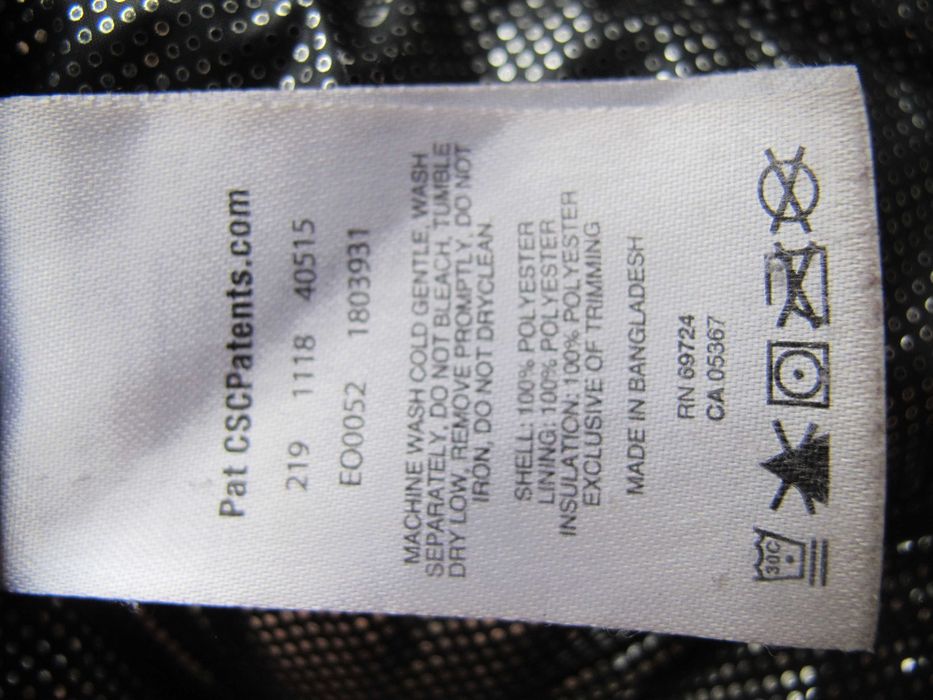 Pat CSCPatents.com
219 1118 40515
EO0052 1803931
MACHINE WASH COLD GENTLE, WASH
SEPARATELY, DO NOT BLEACH, TUMBLE
DRY LOW, REMOVE PROMPTLY, DO NOT
IRON, DO NOT DRYCLEAN
SHELL: 100% POLYESTER
LINING: 100% POLYESTER
INSULATION: 100% POLYESTER
EXCLUSIVE OF TRIMMING
MADE IN BANGLADESH
RN 69724
CA 05367
30C